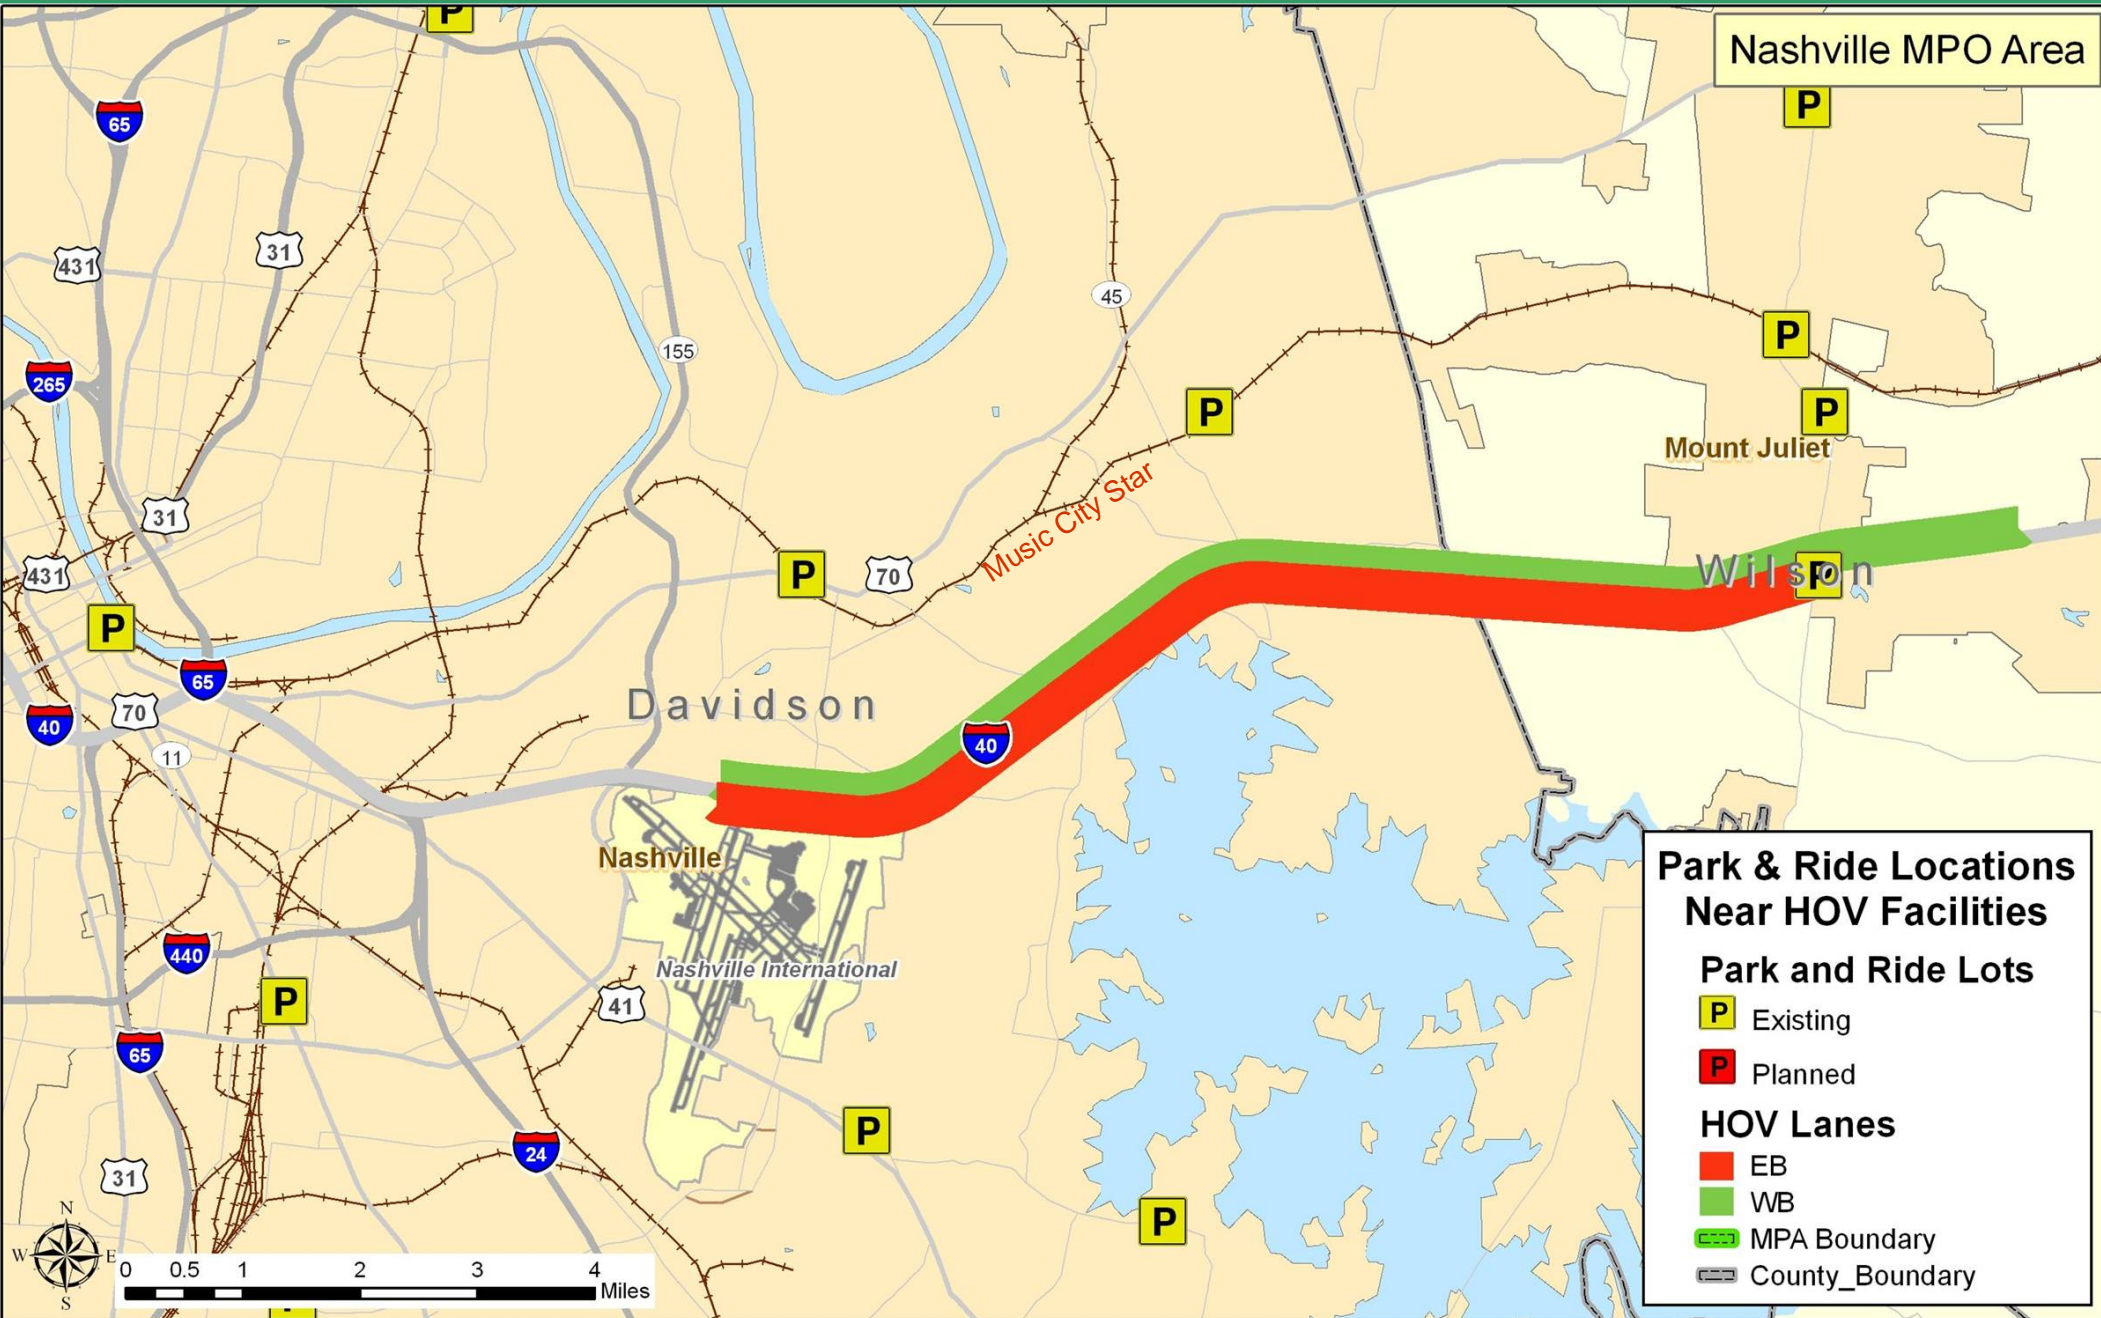 Nashville MPO Area
P
P
65
31
431
45
155
P
265
P
P
Mount Juliet
Music City Star
31
431
P
70
Wilson
P
P
65
Davidson
40
70
40
11
Nashville
Nashville International
440
P
41
65
P
24
31
P
N
W
E
S
0 0.5 1 2 3 4
Miles
Park & Ride Locations
Near HOV Facilities
Park and Ride Lots
P Existing
P Planned
HOV Lanes
EB
WB
MPA Boundary
County_Boundary